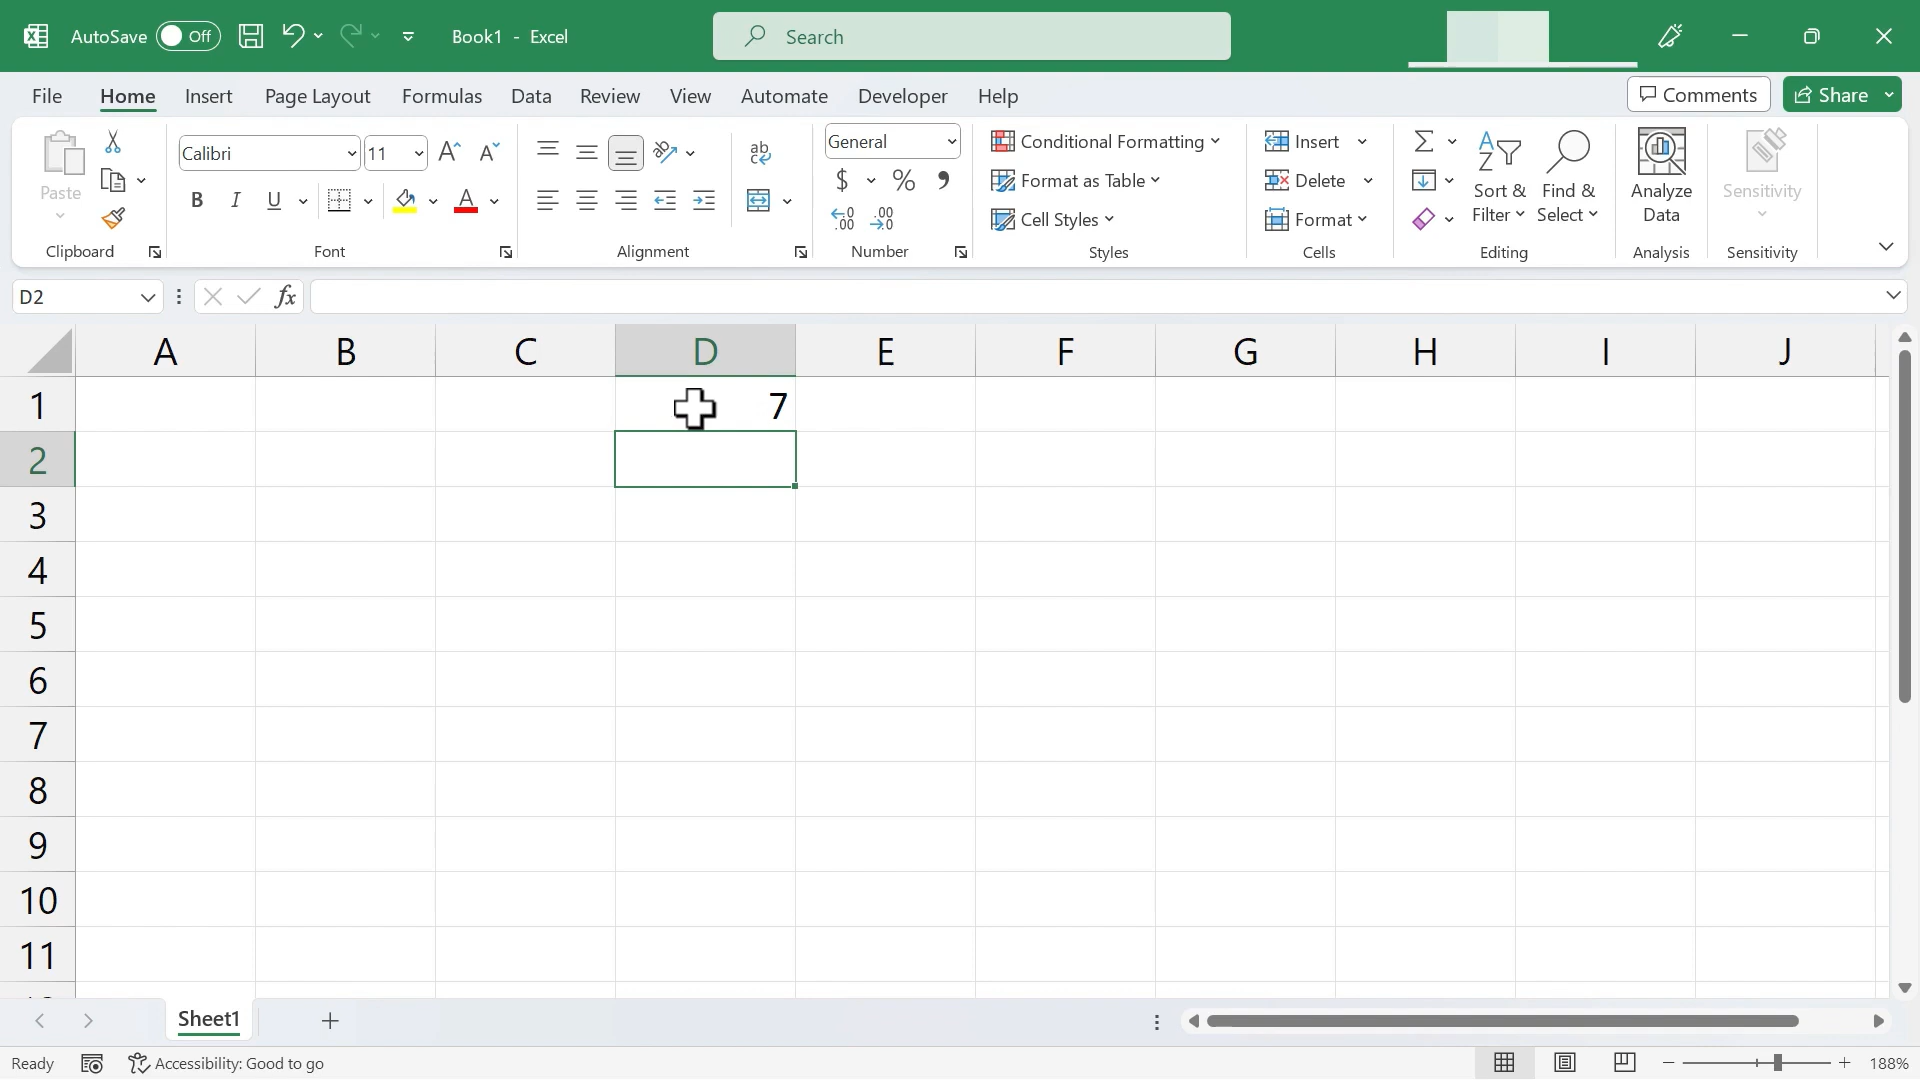 AutoSave Off Book1 - Excel Search
File Home Insert Page Layout Formulas Data Review View Automate Developer Help Comments Share
Calibri 11 ab General Conditional Formatting Insert
Paste $ % Format as Table Delete Sort & Find & Analyze Sensitivity
B I U A Cell Styles Format Filter Select Data
Clipboard Font Alignment Number Styles Cells Editing Analysis Sensitivity
D2 fx
A B C D E F G H I J
1 7
2
3
4
5
6
7
8
9
10
11
Sheet1
Ready Accessibility: Good to go 188%